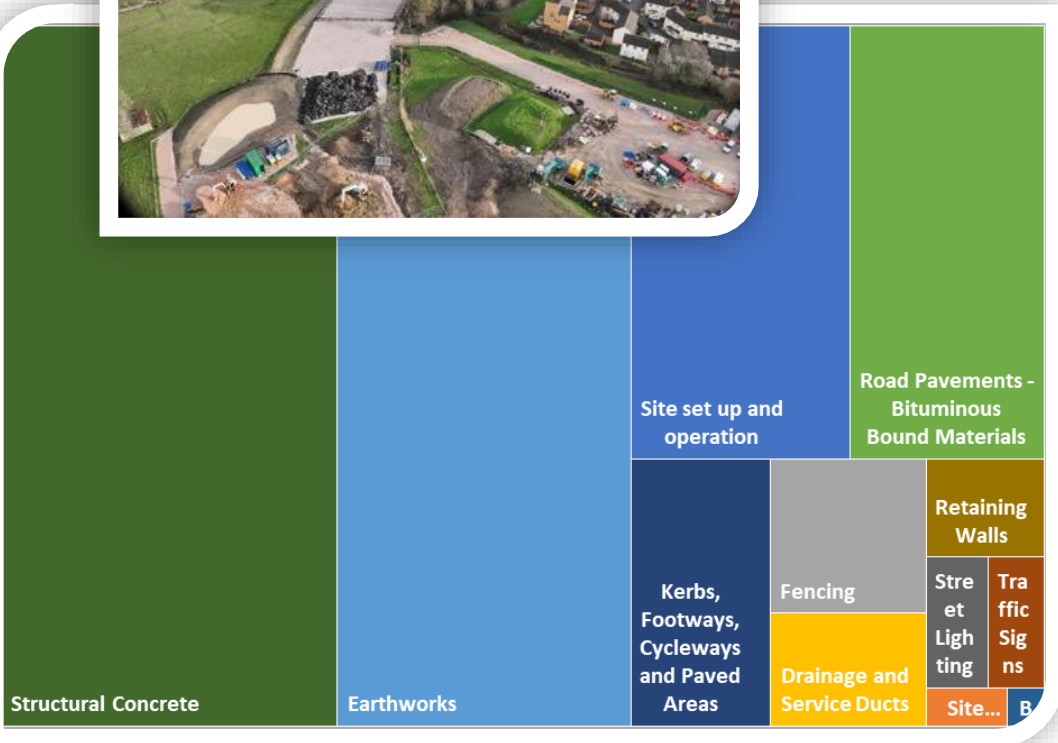 Structural Concrete
Earthworks
Site set up and
operation
Road Pavements -
Bituminous
Bound Materials
Kerbs,
Footways,
Cycleways
and Paved
Areas
Fencing
Drainage and
Service Ducts
Retaining
Walls
Stre
et
Ligh
ting
Tra
ffic
Sig
ns
Site...
B